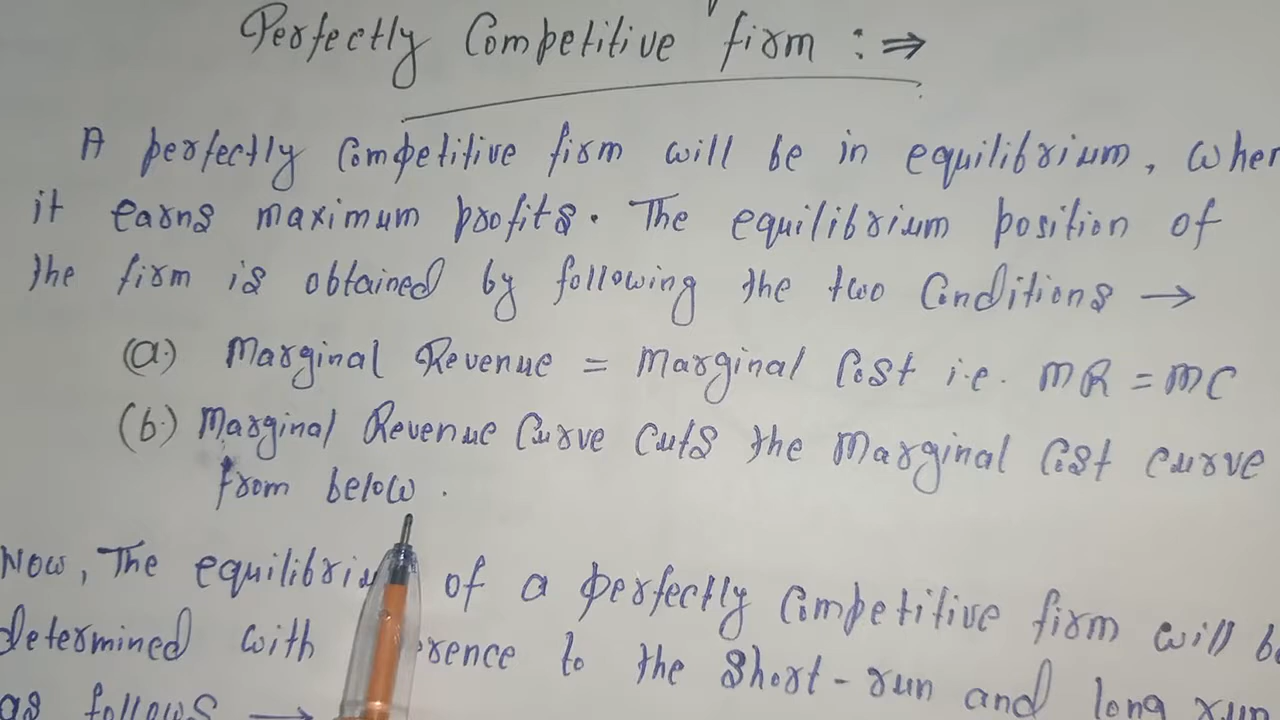 Perfectly Competitive firm :⇒
A perfectly Competitive firm will be in equilibrium, when
it earns maximum profits. The equilibrium position of
the firm is obtained by following the two Conditions →
(a) Marginal Revenue = Marginal Cost i.e. MR = MC
(b) Marginal Revenue Curve cuts the Marginal Cost curve
from below.
Now, The equilibrium of a perfectly Competitive firm will be
determined with to the short-run and long run
as follows →